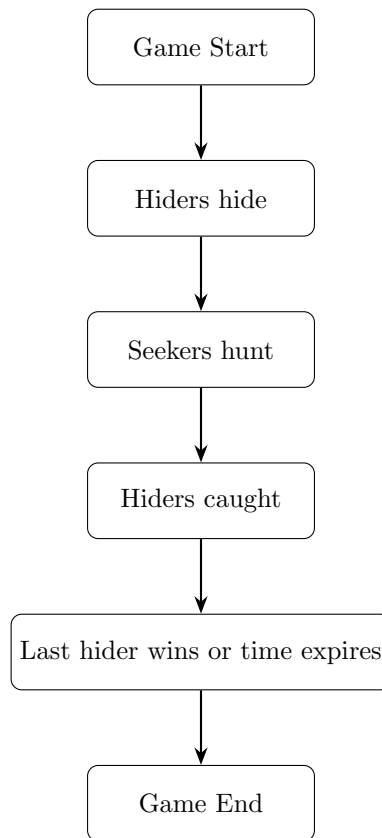 Game Start
Hiders hide
Seekers hunt
Hiders caught
Last hider wins or time expires
Game End